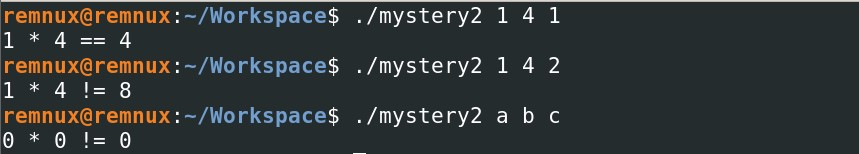 remnux@remnux:~/Workspace$ ./mystery2 1 4 1
1 * 4 == 4
remnux@remnux:~/Workspace$ ./mystery2 1 4 2
1 * 4 != 8
remnux@remnux:~/Workspace$ ./mystery2 a b c
0 * 0 != 0